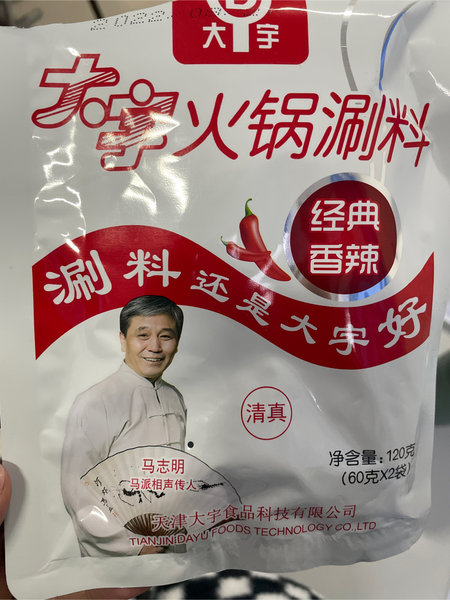 大宇
大宇火锅涮料
经典
香辣
涮料还是大宇好
清真
马志明
马派相声传人
净含量:120克
(60克X2袋)
天津大宇食品科技有限公司
TIANJIN DAYU FOODS TECHNOLOGY CO.,LTD